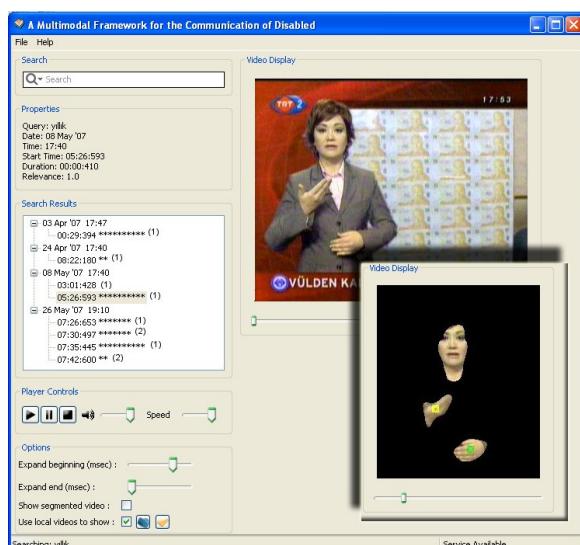 A Multimodal Framework for the Communication of Disabled
File Help
Search
Search
Properties
Query: yıllık
Date: 08 May '07
Time: 17:40
Start Time: 05:26:593
Duration: 00:00:410
Relevance: 1.0
Search Results
03 Apr '07 17:47
00:29:394 ********** (1)
24 Apr '07 17:40
08:22:180 ** (1)
08 May '07 17:40
03:01:428 (1)
05:26:593 ********** (1)
26 May '07 19:10
07:26:653 ******* (1)
07:30:497 ******* (2)
07:35:445 ********** (1)
07:42:600 ** (2)
Player Controls
Speed
Options
Expand beginning (msec) :
Expand end (msec) :
Show segmented video :
Use local videos to show :
Searching: yıllık
Video Display
TRT 2
17:53
VÜLDEN KA
Video Display
Service Available